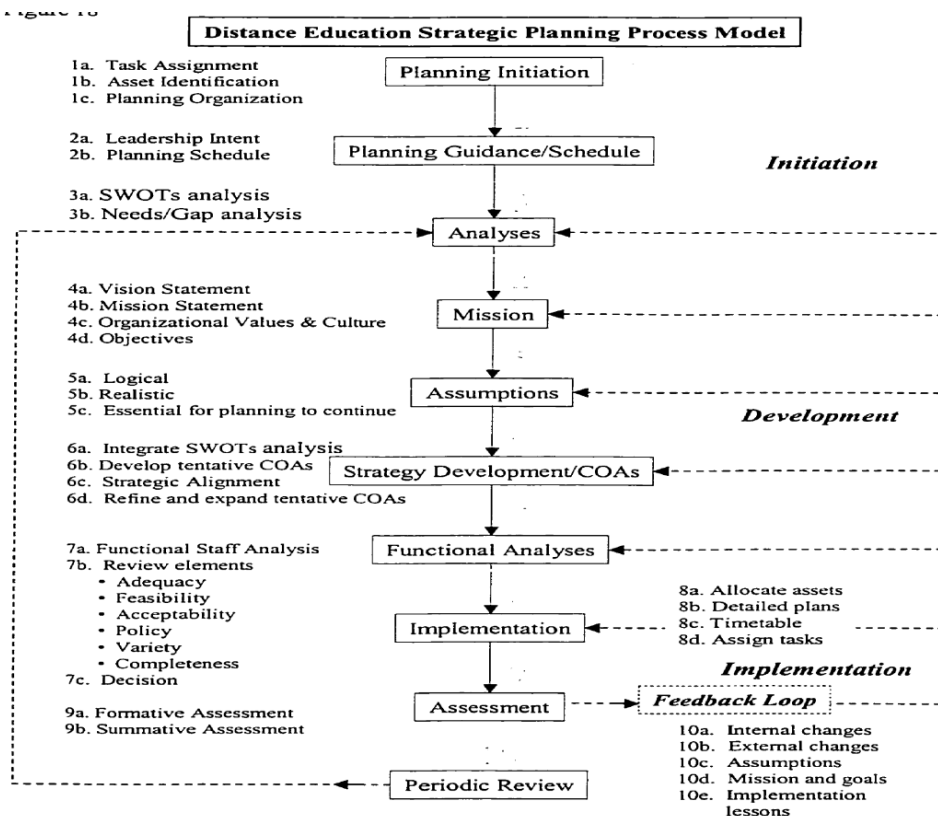 Figure 18
Distance Education Strategic Planning Process Model
1a. Task Assignment
1b. Asset Identification
1c. Planning Organization
Planning Initiation
2a. Leadership Intent
2b. Planning Schedule
Planning Guidance/Schedule
Initiation
3a. SWOTs analysis
3b. Needs/Gap analysis
Analyses
4a. Vision Statement
4b. Mission Statement
4c. Organizational Values & Culture
4d. Objectives
Mission
5a. Logical
5b. Realistic
5c. Essential for planning to continue
Assumptions
Development
6a. Integrate SWOTs analysis
6b. Develop tentative COAs
6c. Strategic Alignment
6d. Refine and expand tentative COAs
Strategy Development/COAs
7a. Functional Staff Analysis
7b. Review elements
• Adequacy
• Feasibility
• Acceptability
• Policy
• Variety
• Completeness
7c. Decision
Functional Analyses
8a. Allocate assets
8b. Detailed plans
8c. Timetable
8d. Assign tasks
Implementation
Implementation
9a. Formative Assessment
9b. Summative Assessment
Assessment
Feedback Loop
10a. Internal changes
10b. External changes
10c. Assumptions
10d. Mission and goals
10e. Implementation
lessons
Periodic Review